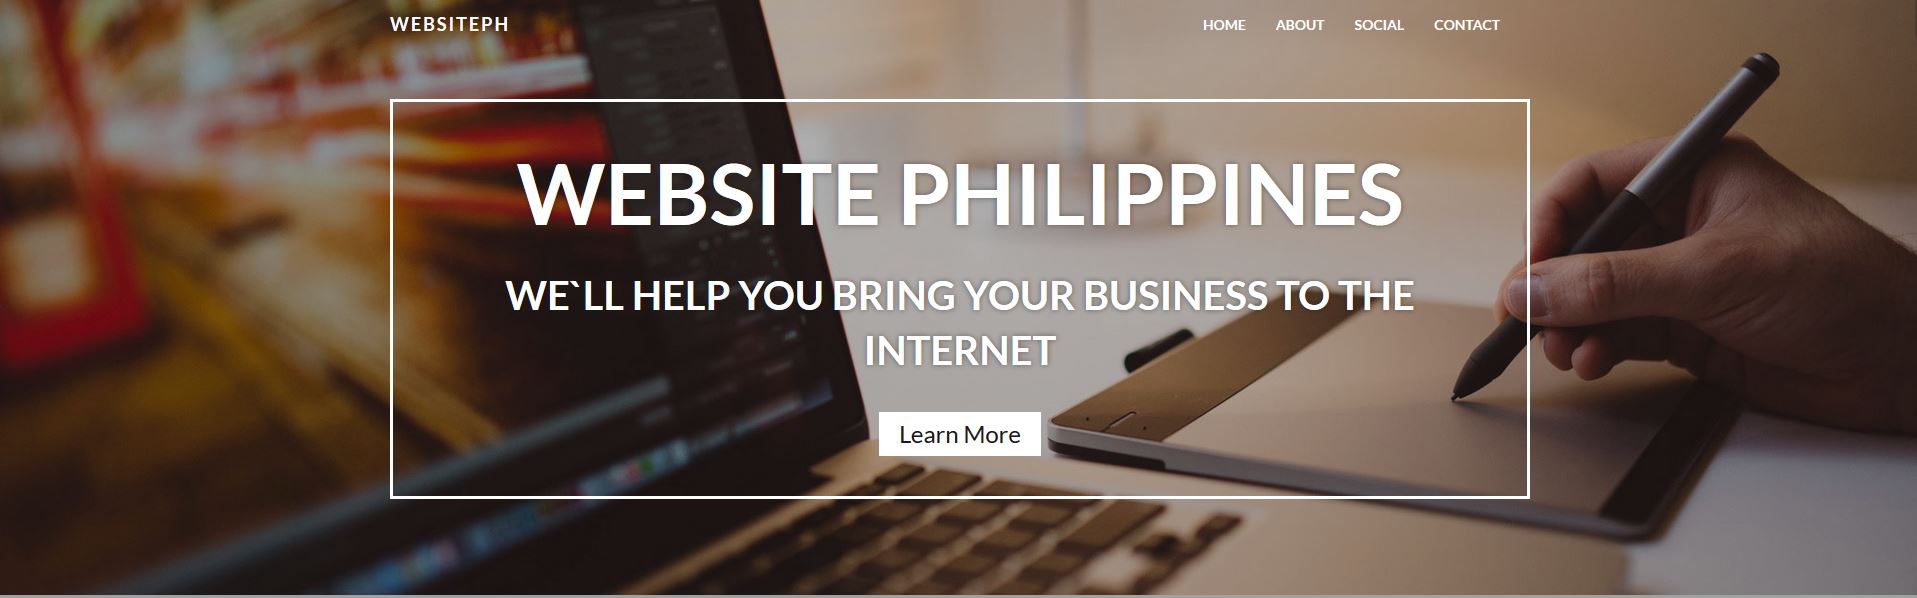 WEBSITEPH
HOME ABOUT SOCIAL CONTACT
WEBSITE PHILIPPINES
WE`LL HELP YOU BRING YOUR BUSINESS TO THE
INTERNET
Learn More